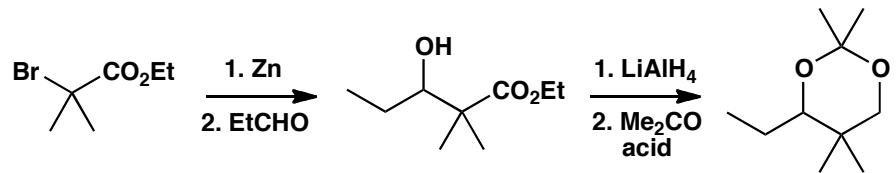 Br
CO₂Et
1. Zn
2. EtCHO
OH
CO₂Et
1. LiAlH₄
2. Me₂CO
acid
O
O